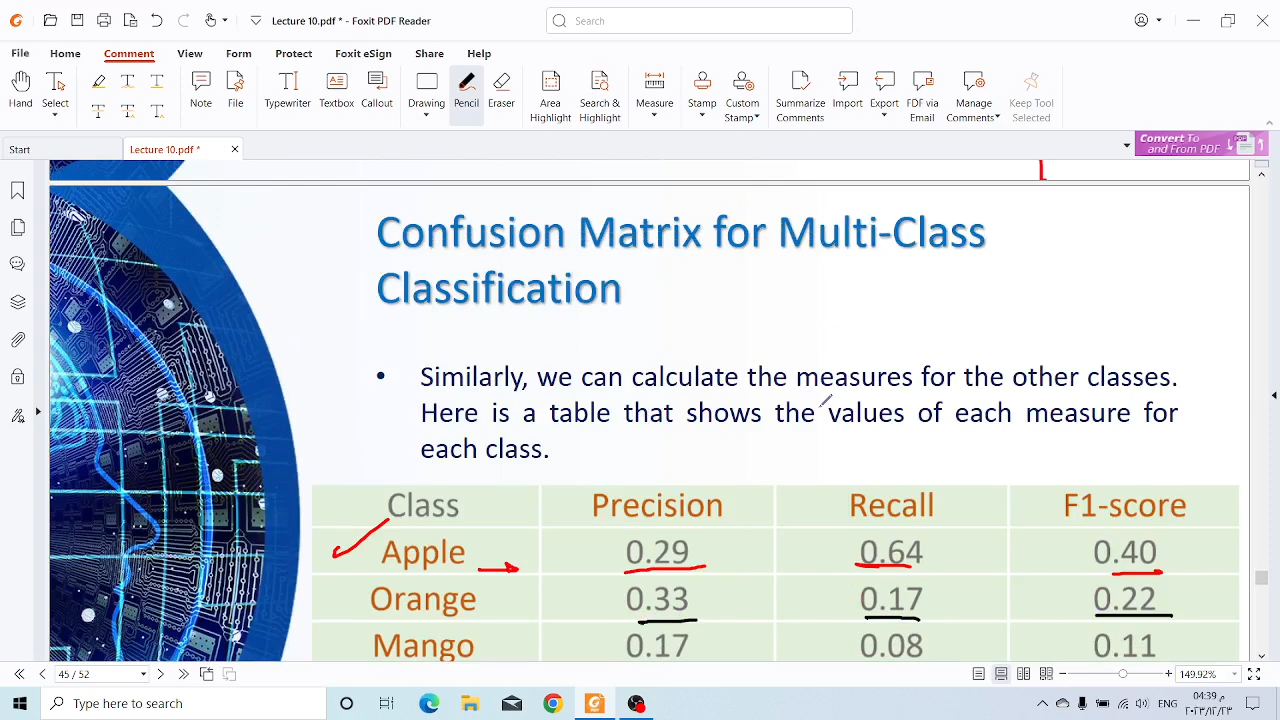 Lecture 10.pdf * - Foxit PDF Reader
Search
File Home Comment View Form Protect Foxit eSign Share Help
Hand Select Note File Typewriter Textbox Callout Drawing Pencil Eraser Area Highlight Search & Highlight Measure Stamp Custom Stamp Summarize Comments Import Export FDF via Email Manage Comments Keep Tool Selected
Start Lecture 10.pdf * Convert To and From PDF
Confusion Matrix for Multi-Class
Classification
• Similarly, we can calculate the measures for the other classes.
Here is a table that shows the values of each measure for
each class.
Class Precision Recall F1-score
Apple 0.29 0.64 0.40
Orange 0.33 0.17 0.22
Mango 0.17 0.08 0.11
45 / 52 149.92%
Type here to search ENG